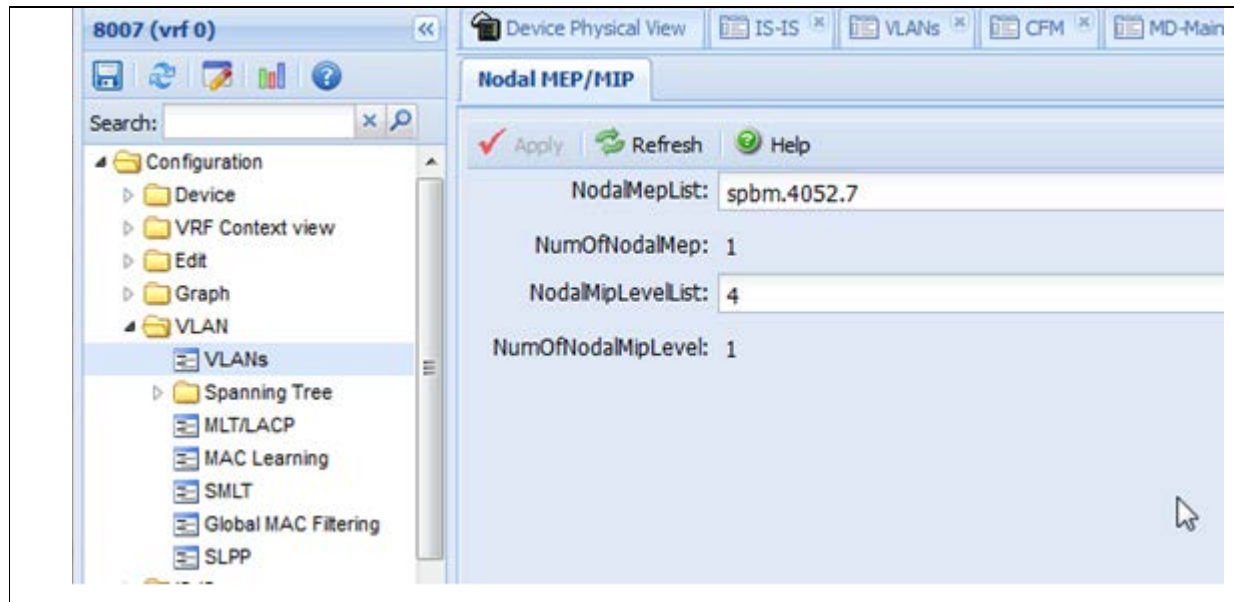 8007 (vrf 0)
Device Physical View
IS-IS
VLANs
CFM
Nodal MEP/MIP
Search:
Apply
Refresh
Help
Configuration
Device
VRF Context view
Edit
Graph
VLAN
VLANs
Spanning Tree
MLT/LACP
MAC Learning
SMLT
Global MAC Filtering
SLPP
NodalMepList: spbm.4052.7
NumOfNodalMep: 1
NodalMipLevelList: 4
NumOfNodalMipLevel: 1